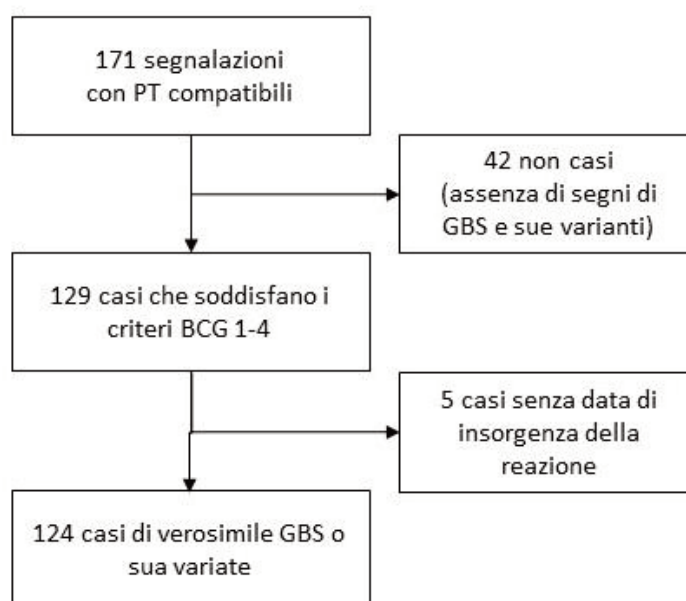 171 segnalazioni
con PT compatibili
42 non casi
(assenza di segni di
GBS e sue varianti)
129 casi che soddisfano i
criteri BCG 1-4
5 casi senza data di
insorgenza della
reazione
124 casi di verosimile GBS o
sua variate